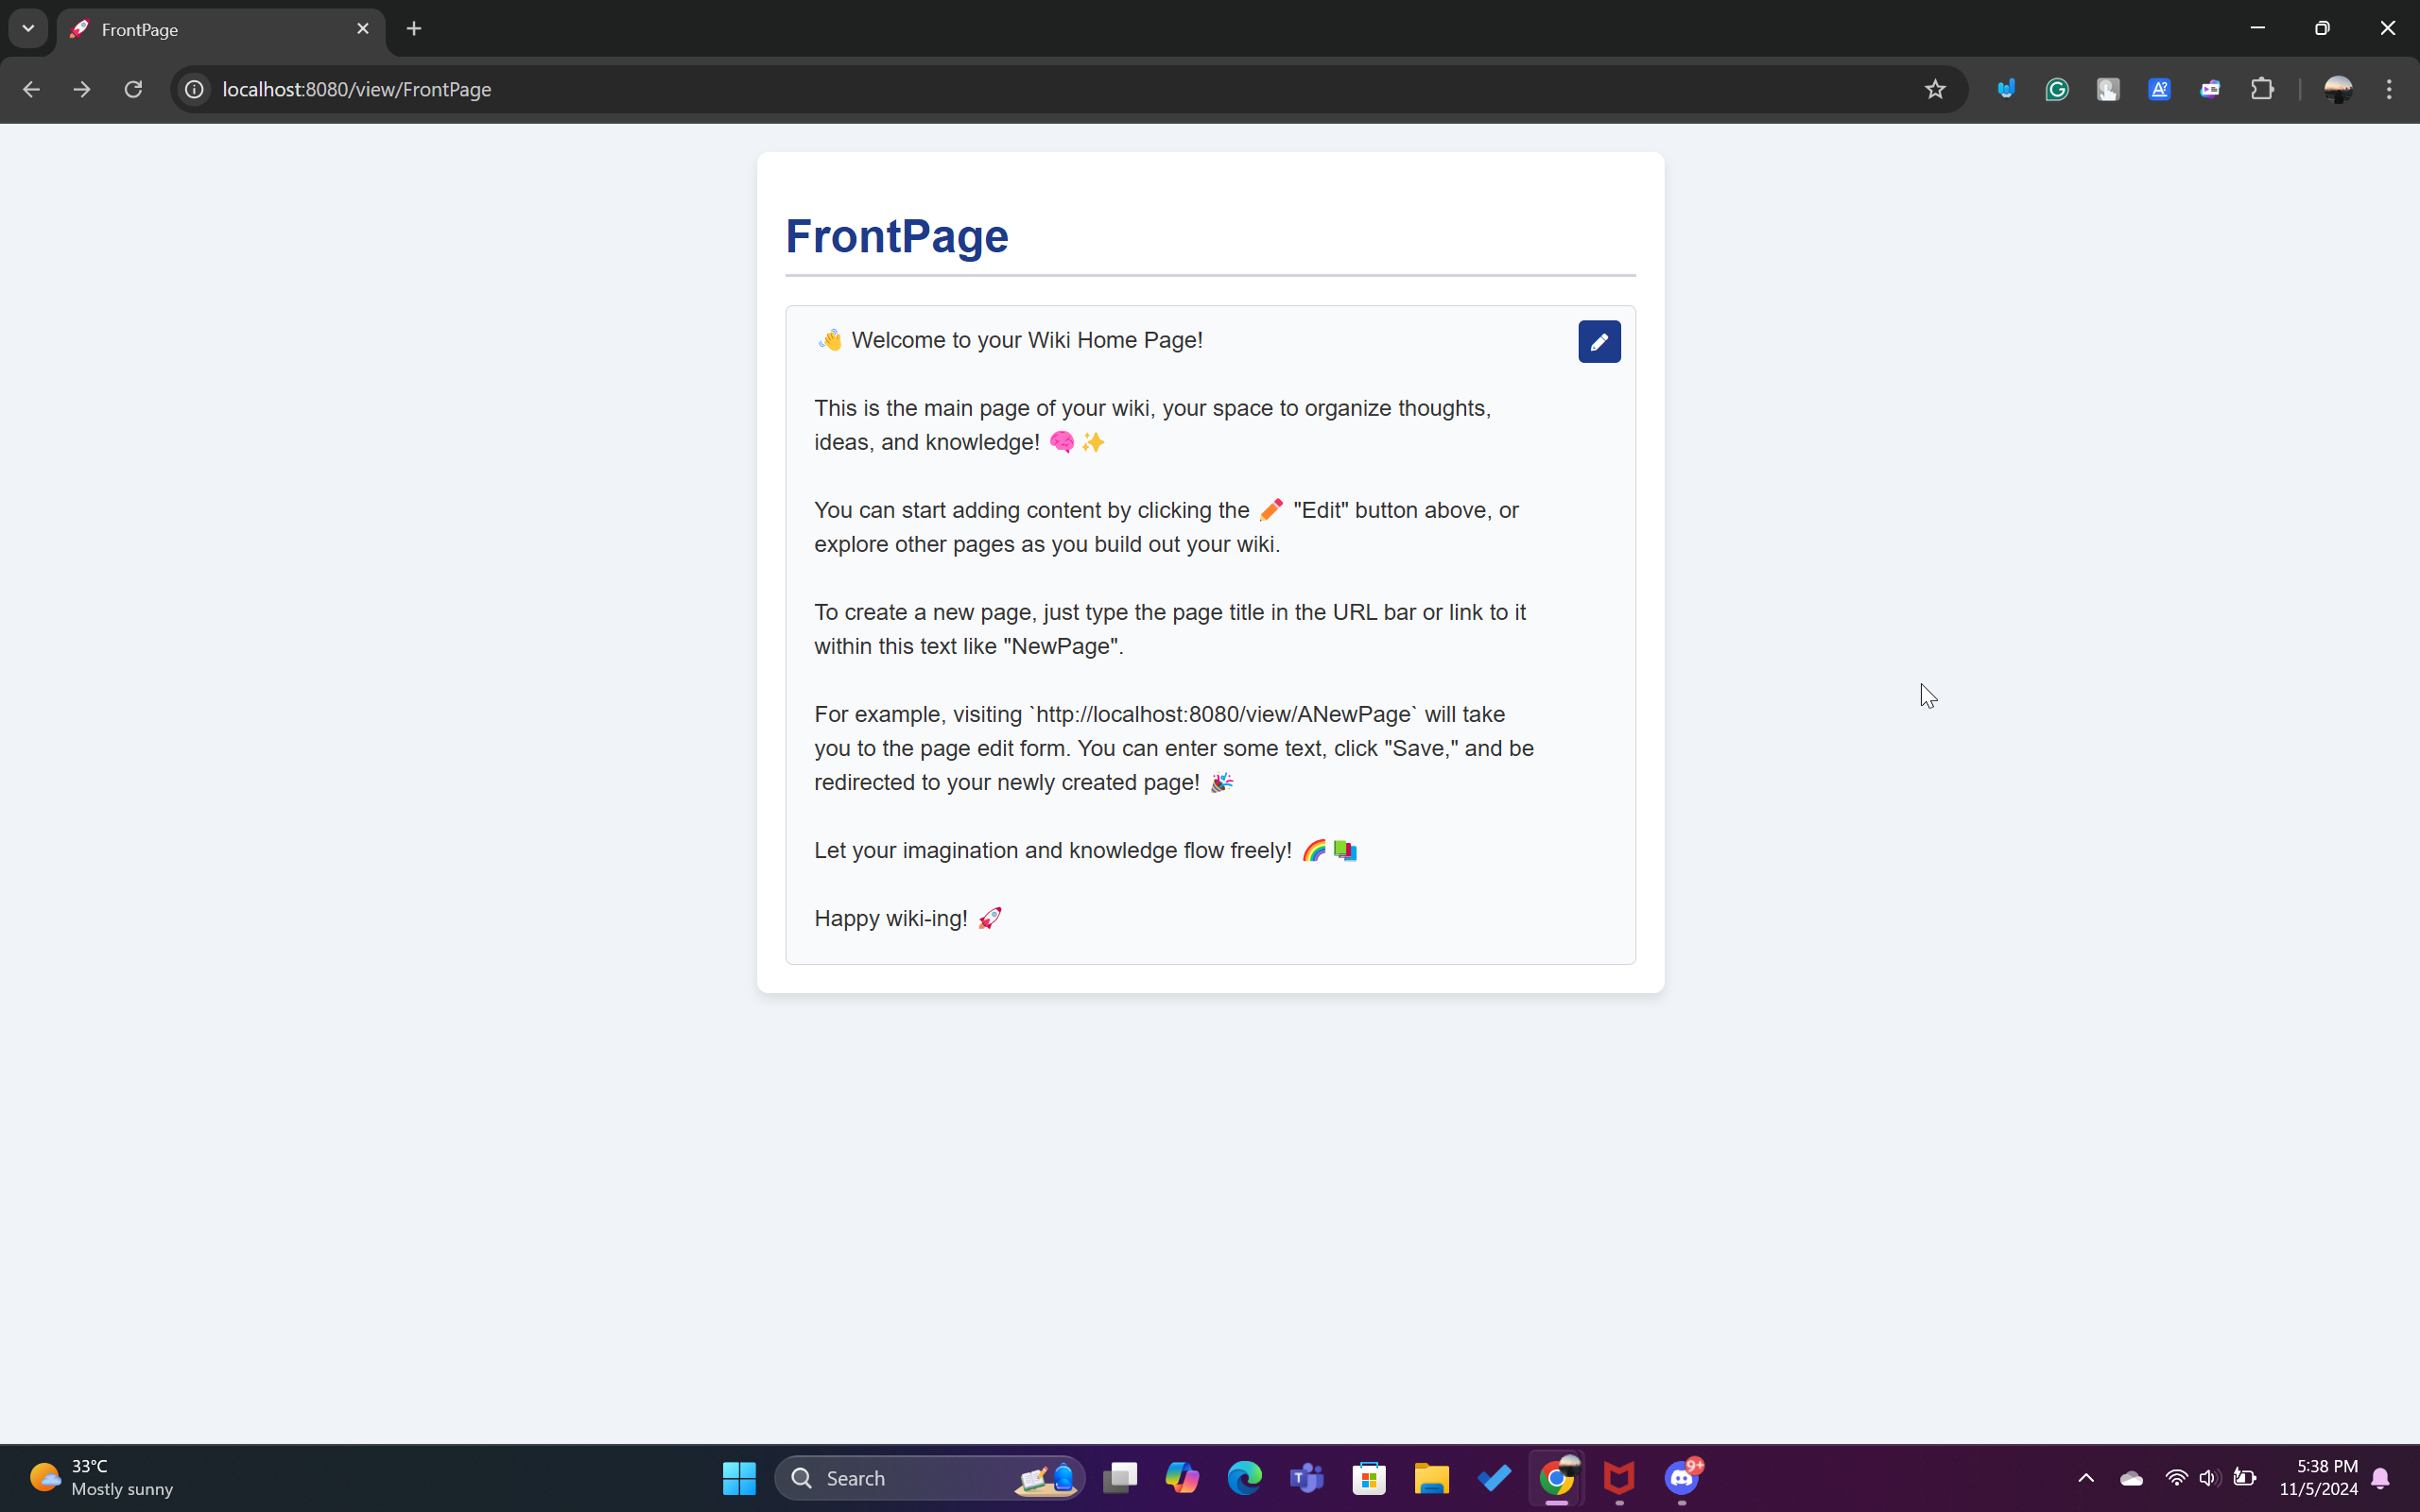 FrontPage
localhost:8080/view/FrontPage
FrontPage
👋 Welcome to your Wiki Home Page!
This is the main page of your wiki, your space to organize thoughts,
ideas, and knowledge! 🧠✨
You can start adding content by clicking the ✏️ "Edit" button above, or
explore other pages as you build out your wiki.
To create a new page, just type the page title in the URL bar or link to it
within this text like "NewPage".
For example, visiting `http://localhost:8080/view/ANewPage` will take
you to the page edit form. You can enter some text, click "Save," and be
redirected to your newly created page! 🎉
Let your imagination and knowledge flow freely! 🌈📚
Happy wiki-ing! 🚀
33°C
Mostly sunny
Search
9+
5:38 PM
11/5/2024